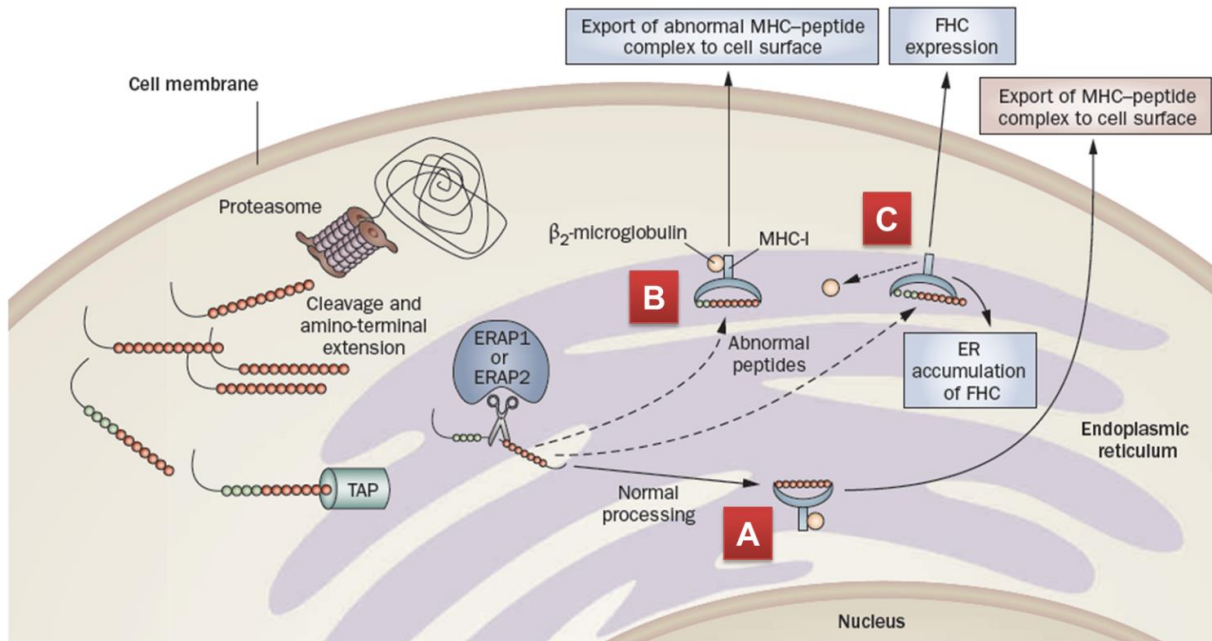 Export of abnormal MHC–peptide
complex to cell surface
FHC
expression
Export of MHC–peptide
complex to cell surface
Cell membrane
Proteasome
β₂-microglobulin
MHC-I
C
B
Cleavage and
amino-terminal
extension
ERAP1
or
ERAP2
Abnormal
peptides
ER
accumulation
of FHC
Endoplasmic
reticulum
TAP
Normal
processing
A
Nucleus